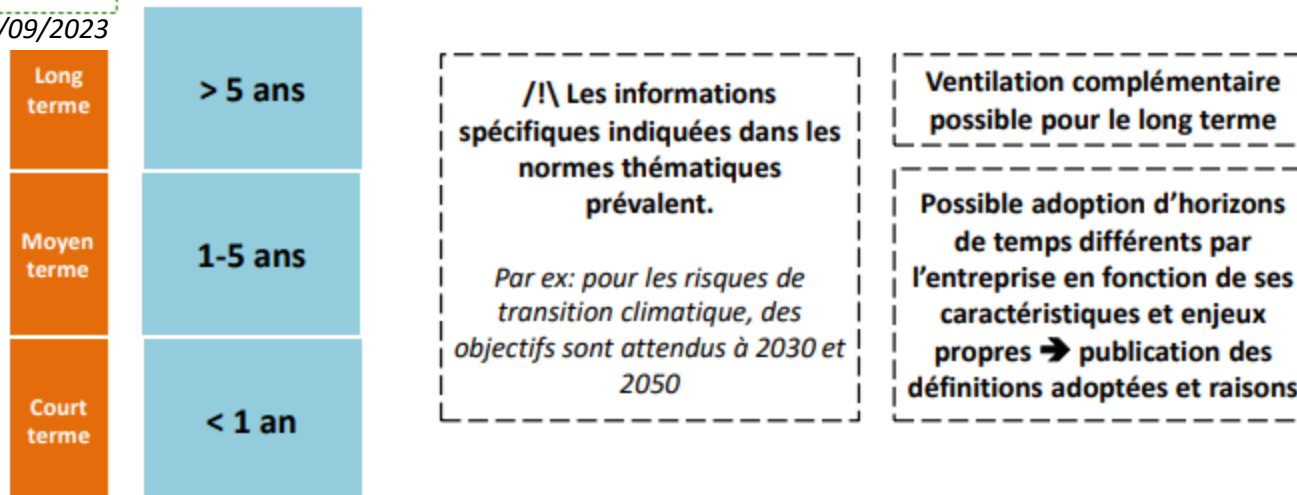 /09/2023
Long
terme
> 5 ans
Moyen
terme
1-5 ans
Court
terme
< 1 an
/!\ Les informations
spécifiques indiquées dans les
normes thématiques
prévalent.
Par ex: pour les risques de
transition climatique, des
objectifs sont attendus à 2030 et
2050
Ventilation complémentaire
possible pour le long terme
Possible adoption d’horizons
de temps différents par
l’entreprise en fonction de ses
caractéristiques et enjeux
propres ➔ publication des
définitions adoptées et raisons